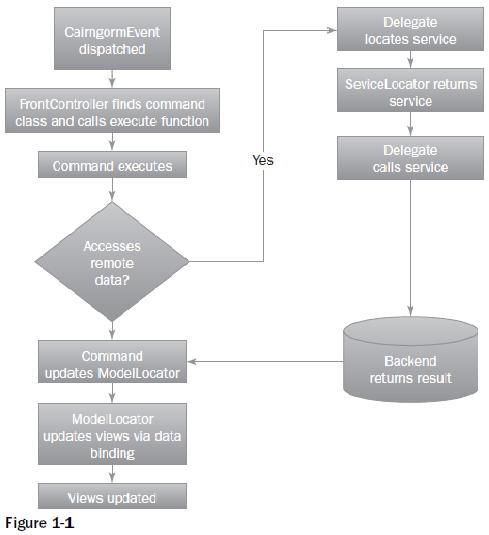 CairngormEvent
dispatched
FrontController finds command
class and calls execute function
Command executes
Accesses
remote
data?
Yes
Delegate
locates service
SeviceLocator returns
service
Delegate
calls service
Backend
returns result
Command
updates ModelLocator
ModelLocator
updates views via data
binding
Views updated
Figure 1-1